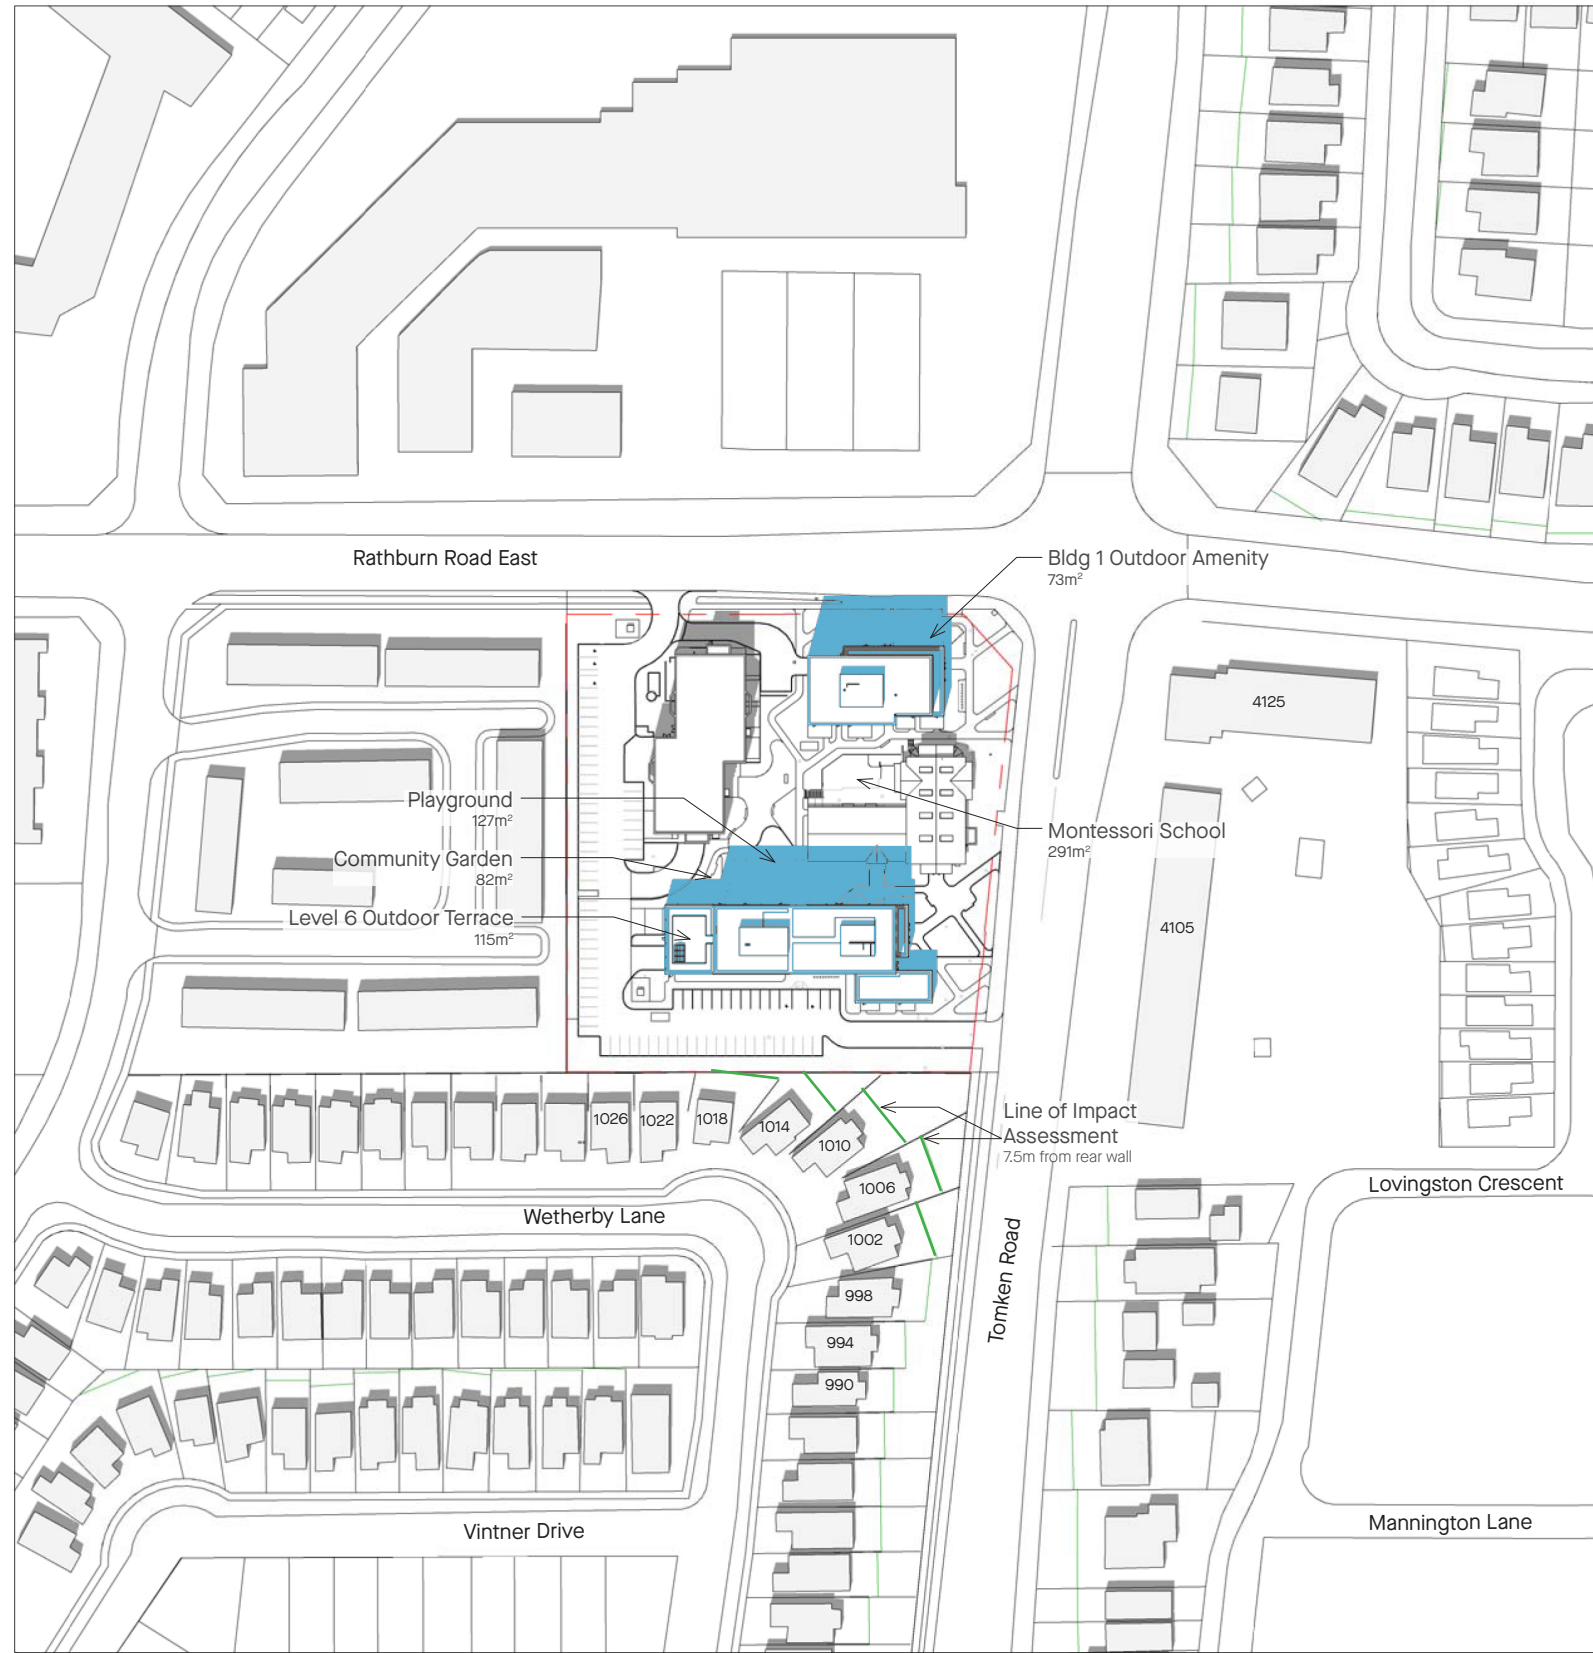 Rathburn Road East
Bldg 1 Outdoor Amenity
73m²
4125
Playground
127m²
Montessori School
291m²
Community Garden
82m²
Level 6 Outdoor Terrace
115m²
4105
1026
1022
1018
1014
1010
Line of Impact
Assessment
7.5m from rear wall
1006
Lovingston Crescent
Wetherby Lane
1002
Tomken Road
998
994
990
Vintner Drive
Mannington Lane